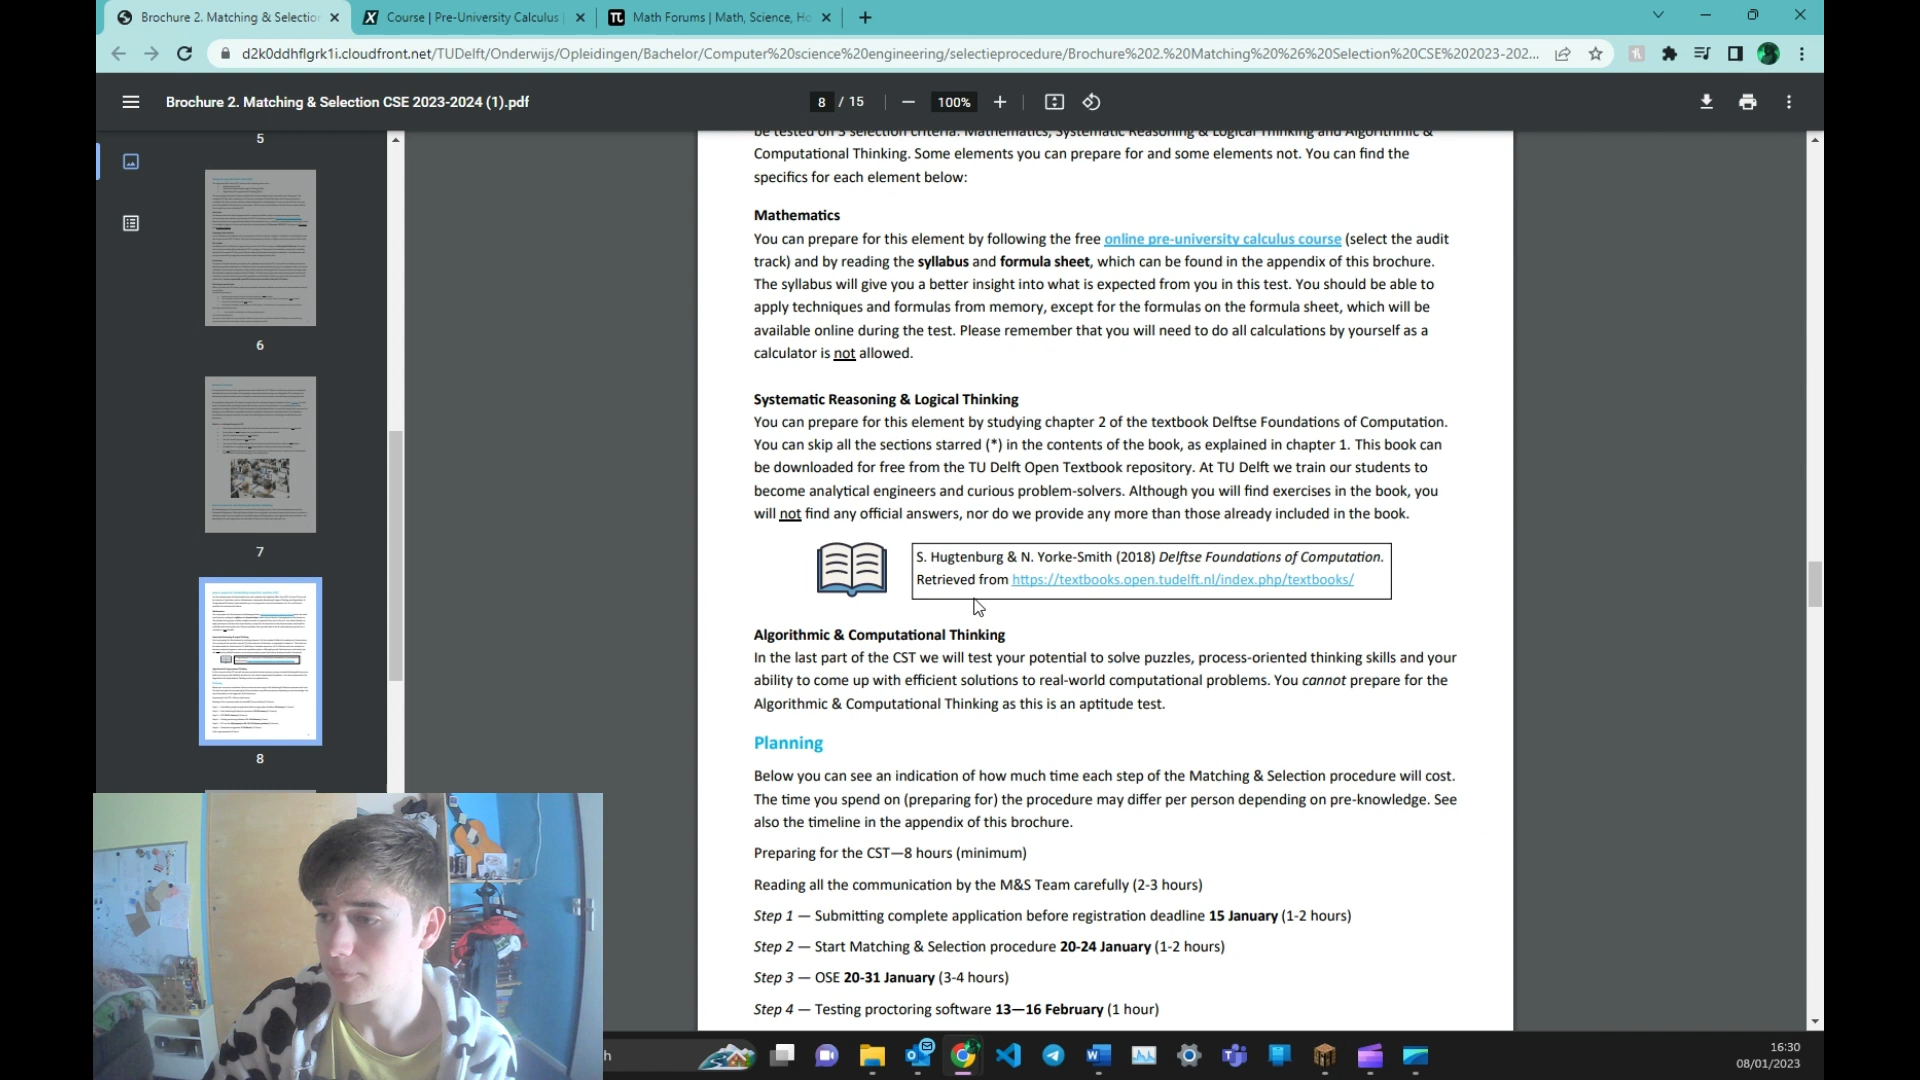 Brochure 2. Matching & Selectio
Course | Pre-University Calculus
Math Forums | Math, Science, Ho
d2k0ddhflgrk1i.cloudfront.net/TUDelft/Onderwijs/Opleidingen/Bachelor/Computer%20science%20engineering/selectieprocedure/Brochure%202.%20Matching%20%26%20Selection%20CSE%202023-202...
Brochure 2. Matching & Selection CSE 2023-2024 (1).pdf
8 / 15
100%
5
6
7
8
be tested on 3 selection criteria: Mathematics, Systematic Reasoning & Logical Thinking and Algorithmic &
Computational Thinking. Some elements you can prepare for and some elements not. You can find the
specifics for each element below:
Mathematics
You can prepare for this element by following the free online pre-university calculus course (select the audit
track) and by reading the syllabus and formula sheet, which can be found in the appendix of this brochure.
The syllabus will give you a better insight into what is expected from you in this test. You should be able to
apply techniques and formulas from memory, except for the formulas on the formula sheet, which will be
available online during the test. Please remember that you will need to do all calculations by yourself as a
calculator is not allowed.
Systematic Reasoning & Logical Thinking
You can prepare for this element by studying chapter 2 of the textbook Delftse Foundations of Computation.
You can skip all the sections starred (*) in the contents of the book, as explained in chapter 1. This book can
be downloaded for free from the TU Delft Open Textbook repository. At TU Delft we train our students to
become analytical engineers and curious problem-solvers. Although you will find exercises in the book, you
will not find any official answers, nor do we provide any more than those already included in the book.
S. Hugtenburg & N. Yorke-Smith (2018) Delftse Foundations of Computation.
Retrieved from https://textbooks.open.tudelft.nl/index.php/textbooks/
Algorithmic & Computational Thinking
In the last part of the CST we will test your potential to solve puzzles, process-oriented thinking skills and your
ability to come up with efficient solutions to real-world computational problems. You cannot prepare for the
Algorithmic & Computational Thinking as this is an aptitude test.
Planning
Below you can see an indication of how much time each step of the Matching & Selection procedure will cost.
The time you spend on (preparing for) the procedure may differ per person depending on pre-knowledge. See
also the timeline in the appendix of this brochure.
Preparing for the CST—8 hours (minimum)
Reading all the communication by the M&S Team carefully (2-3 hours)
Step 1 — Submitting complete application before registration deadline 15 January (1-2 hours)
Step 2 — Start Matching & Selection procedure 20-24 January (1-2 hours)
Step 3 — OSE 20-31 January (3-4 hours)
Step 4 — Testing proctoring software 13—16 February (1 hour)
h
16:30
08/01/2023